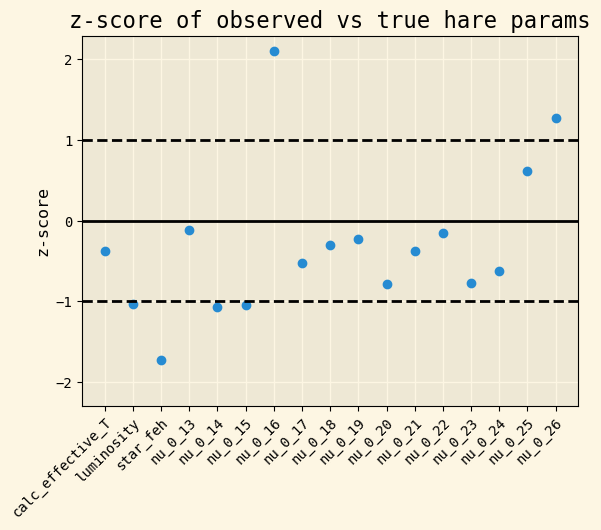 z-score of observed vs true hare params
z-score
2
1
0
−1
−2
calc_effective_T
luminosity
star_feh
nu_0_13
nu_0_14
nu_0_15
nu_0_16
nu_0_17
nu_0_18
nu_0_19
nu_0_20
nu_0_21
nu_0_22
nu_0_23
nu_0_24
nu_0_25
nu_0_26